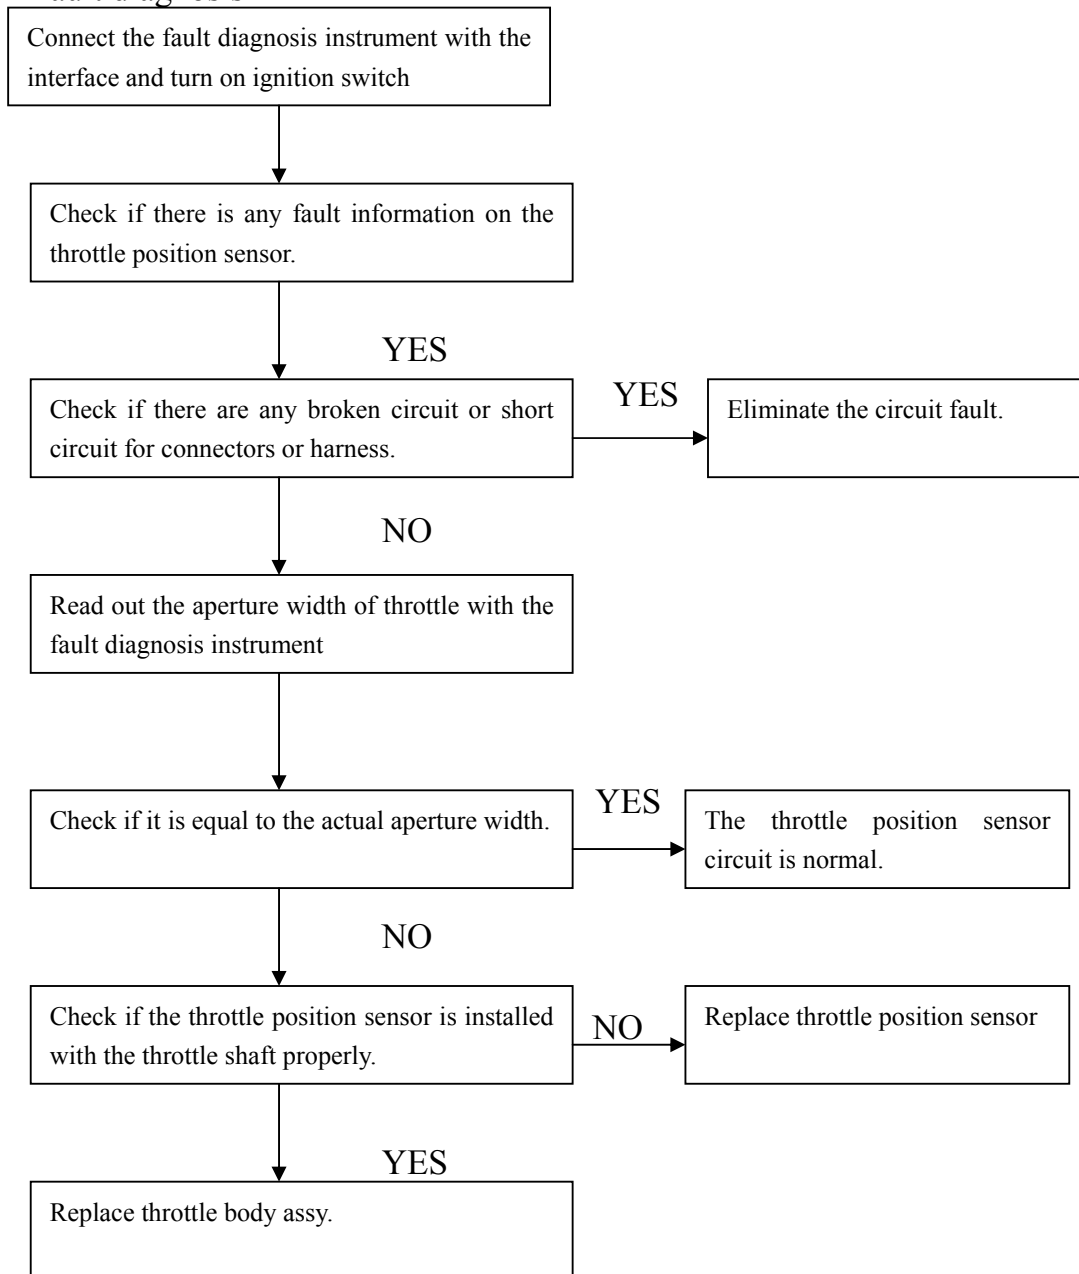 Connect the fault diagnosis instrument with the
interface and turn on ignition switch
Check if there is any fault information on the
throttle position sensor.
YES
Check if there are any broken circuit or short
circuit for connectors or harness.
YES
Eliminate the circuit fault.
NO
Read out the aperture width of throttle with the
fault diagnosis instrument
Check if it is equal to the actual aperture width.
YES
The throttle position sensor
circuit is normal.
NO
Check if the throttle position sensor is installed
with the throttle shaft properly.
NO
Replace throttle position sensor
YES
Replace throttle body assy.